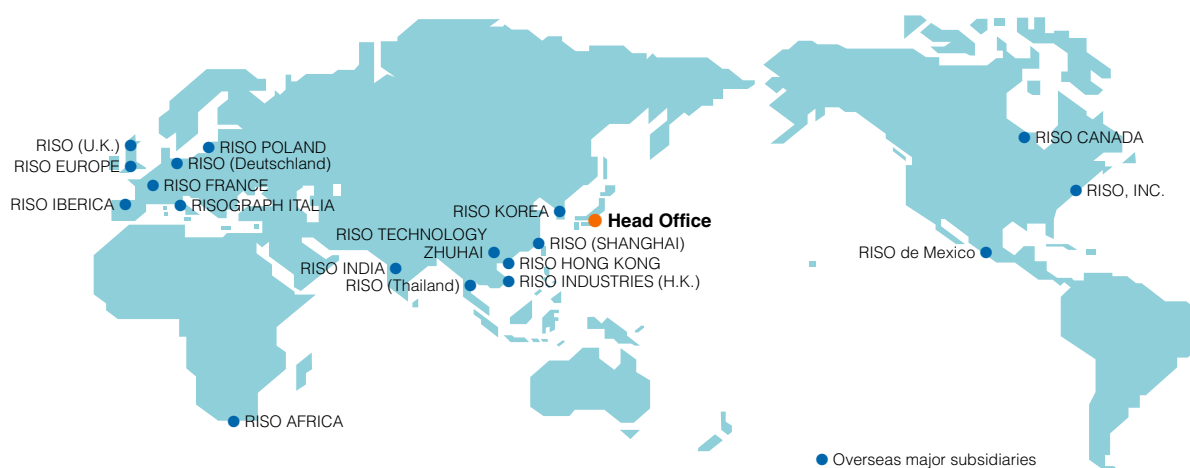 RISO (U.K.)
RISO EUROPE
RISO IBERICA
RISO POLAND
RISO (Deutschland)
RISO FRANCE
RISOGRAPH ITALIA
RISO AFRICA
RISO INDIA
RISO (Thailand)
RISO KOREA
RISO TECHNOLOGY
ZHUHAI
Head Office
RISO (SHANGHAI)
RISO HONG KONG
RISO INDUSTRIES (H.K.)
RISO CANADA
RISO, INC.
RISO de Mexico
Overseas major subsidiaries